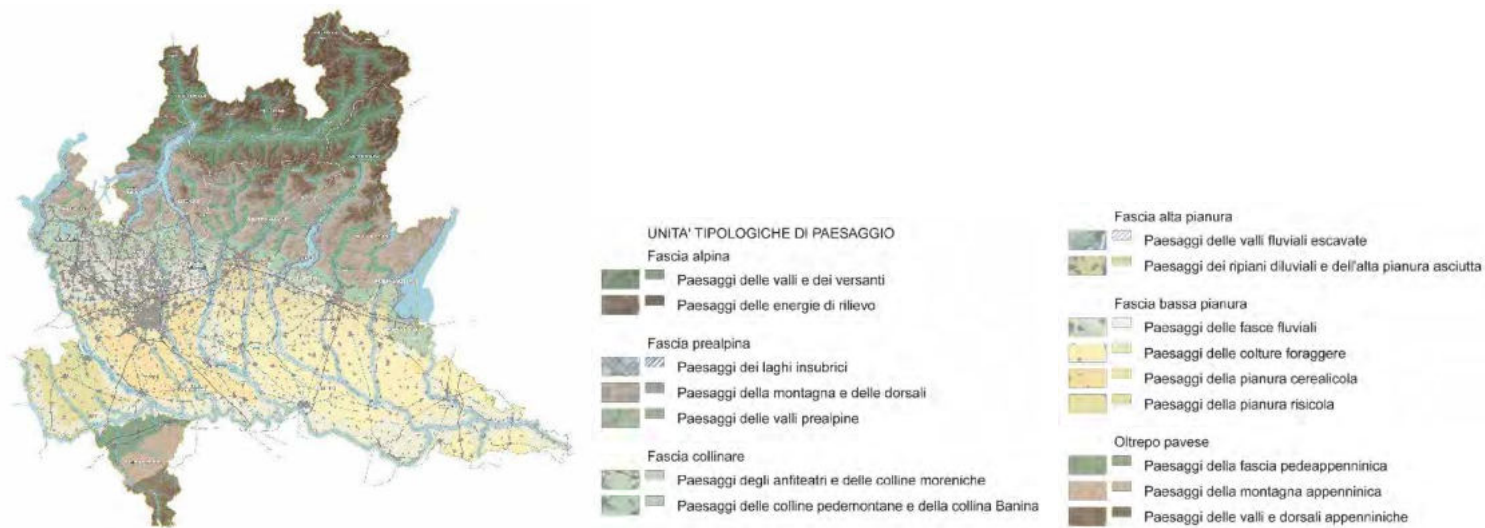 UNITA' TIPOLOGICHE DI PAESAGGIO
Fascia alpina
Paesaggi delle valli e dei versanti
Paesaggi delle energie di rilievo
Fascia prealpina
Paesaggi dei laghi insubrici
Paesaggi della montagna e delle dorsali
Paesaggi delle valli prealpine
Fascia collinare
Paesaggi degli anfiteatri e delle colline moreniche
Paesaggi delle colline pedemontane e della collina Banina
Fascia alta pianura
Paesaggi delle valli fluviali escavate
Paesaggi dei ripiani diluviali e dell'alta pianura asciutta
Fascia bassa pianura
Paesaggi delle fasce fluviali
Paesaggi delle colture foraggere
Paesaggi della pianura cerealicola
Paesaggi della pianura risicola
Oltrepo pavese
Paesaggi della fascia pedeappenninica
Paesaggi della montagna appenninica
Paesaggi delle valli e dorsali appenniniche